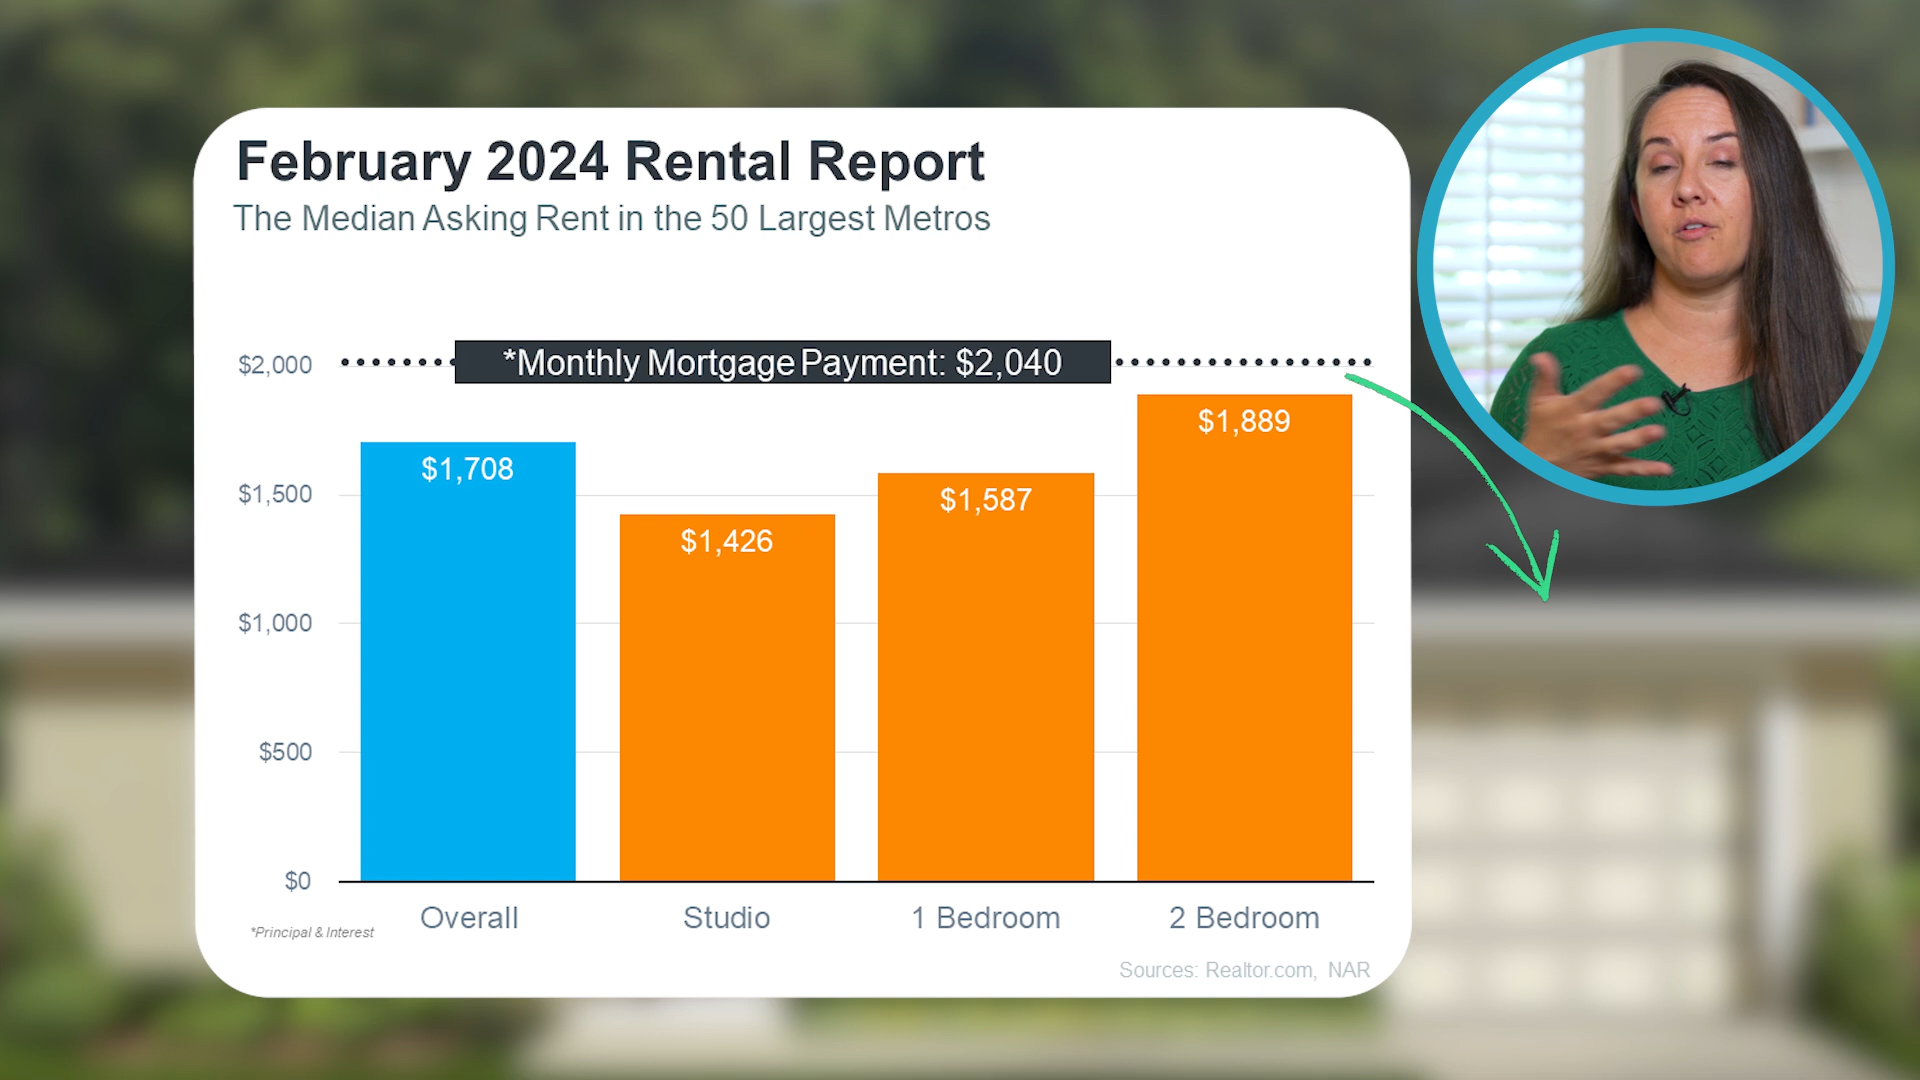 February 2024 Rental Report
The Median Asking Rent in the 50 Largest Metros
$2,000
*Monthly Mortgage Payment: $2,040
$1,889
$1,708
$1,500
$1,587
$1,426
$1,000
$500
$0
Overall
Studio
1 Bedroom
2 Bedroom
*Principal & Interest
Sources: Realtor.com, NAR